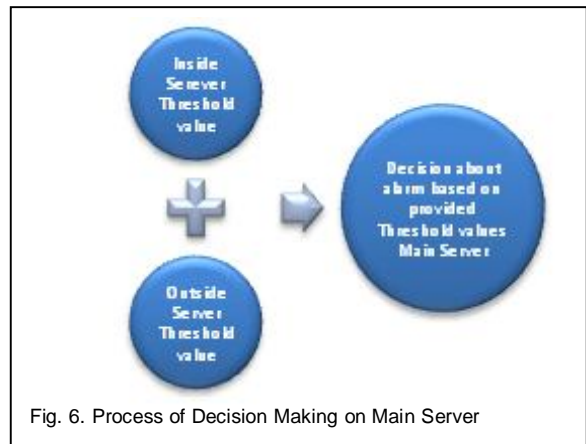 Inside
Serever
Threshold
value
Outside
Server
Threshold
value
Decision about
alarm based on
provided
Threshold values
Main Server
Fig. 6. Process of Decision Making on Main Server